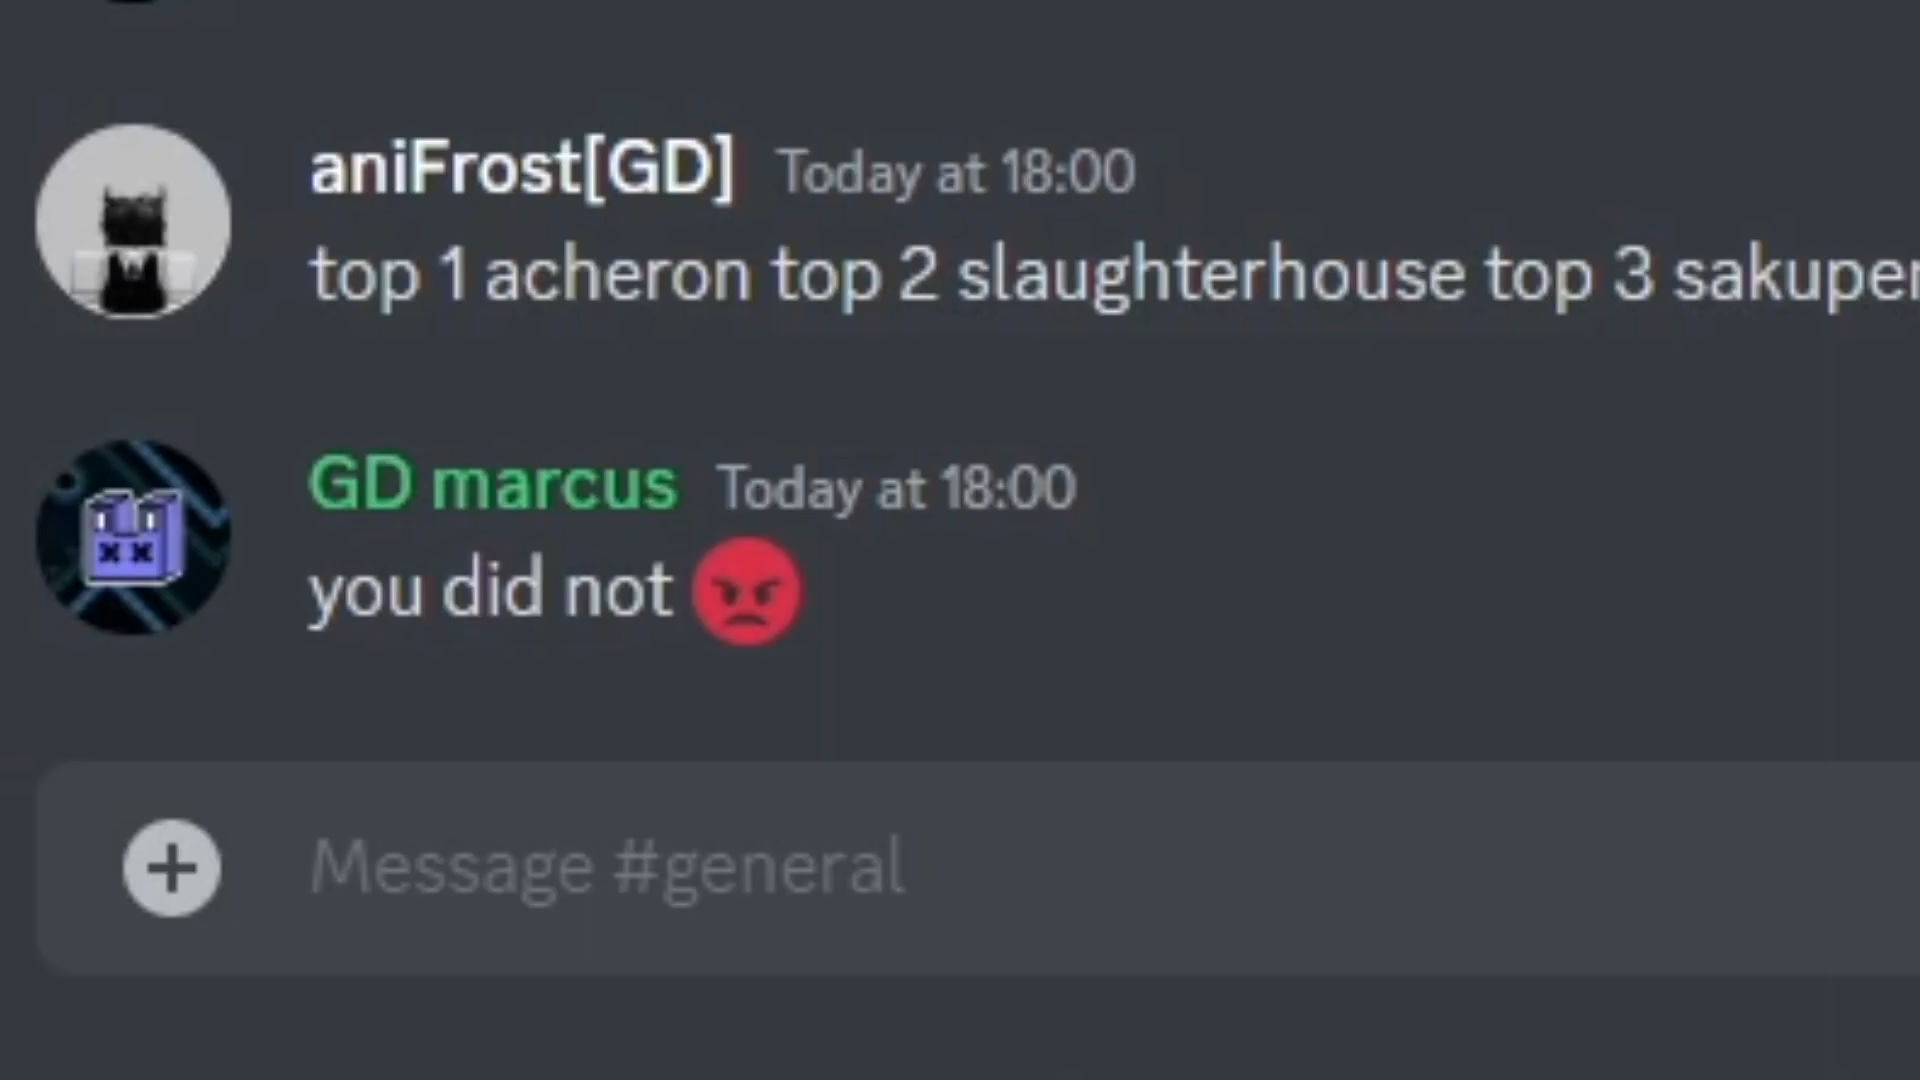 aniFrost[GD] Today at 18:00
top 1 acheron top 2 slaughterhouse top 3
GD marcus Today at 18:00
you did not 😡
Message #general